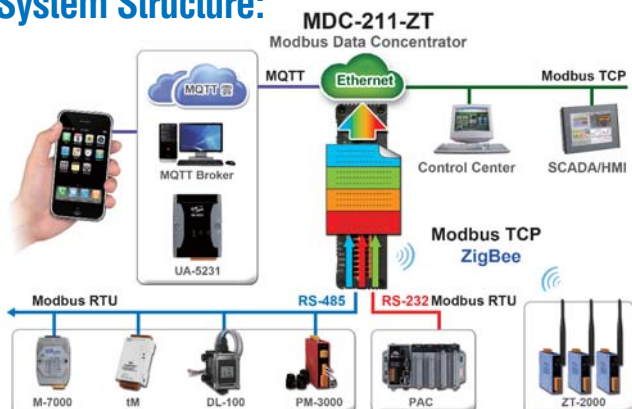 System Structure:
MDC-211-ZT
Modbus Data Concentrator
MQTT
Ethernet
Modbus TCP
MQTT 雲
MQTT Broker
UA-5231
Control Center
SCADA/HMI
Modbus TCP
ZigBee
Modbus RTU
RS-485
RS-232 Modbus RTU
M-7000
tM
DL-100
PM-3000
PAC
ZT-2000